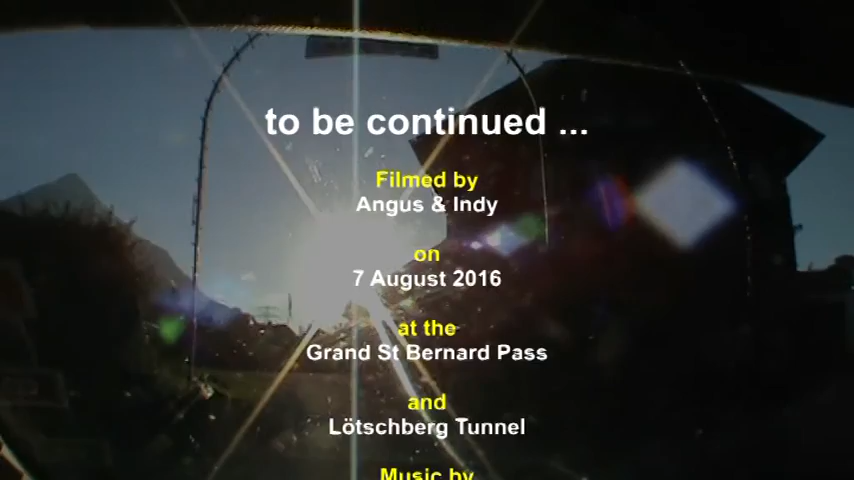 to be continued ...
Filmed by
Angus & Indy
on
7 August 2016
at the
Grand St Bernard Pass
and
Lötschberg Tunnel
Music by